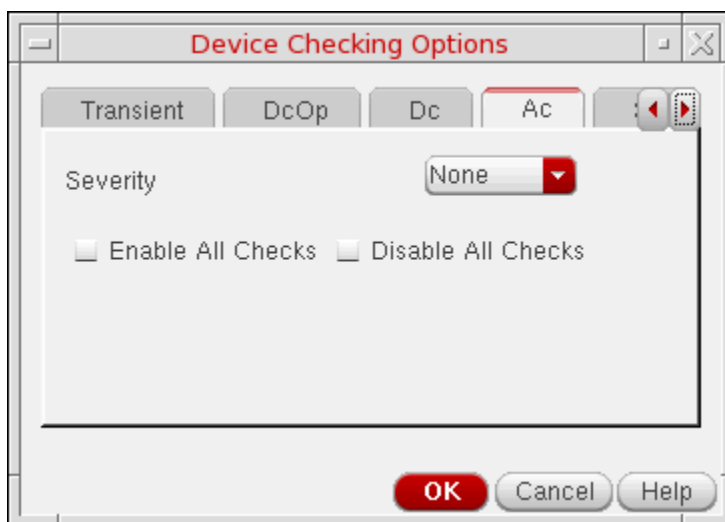 Device Checking Options
Transient DcOp Dc Ac
Severity None
Enable All Checks Disable All Checks
OK Cancel Help